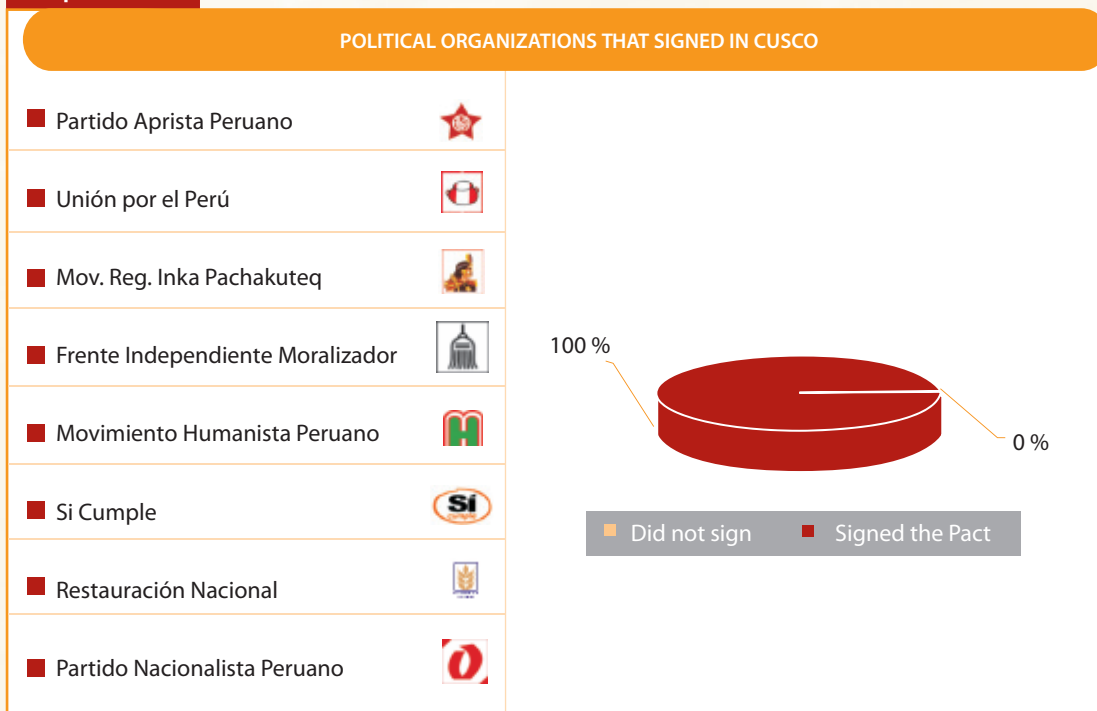 POLITICAL ORGANIZATIONS THAT SIGNED IN CUSCO
Partido Aprista Peruano
Unión por el Perú
Mov. Reg. Inka Pachakuteq
Frente Independiente Moralizador
Movimiento Humanista Peruano
Si Cumple
Sí
cumple
Restauración Nacional
Partido Nacionalista Peruano
100 %
0 %
Did not sign
Signed the Pact